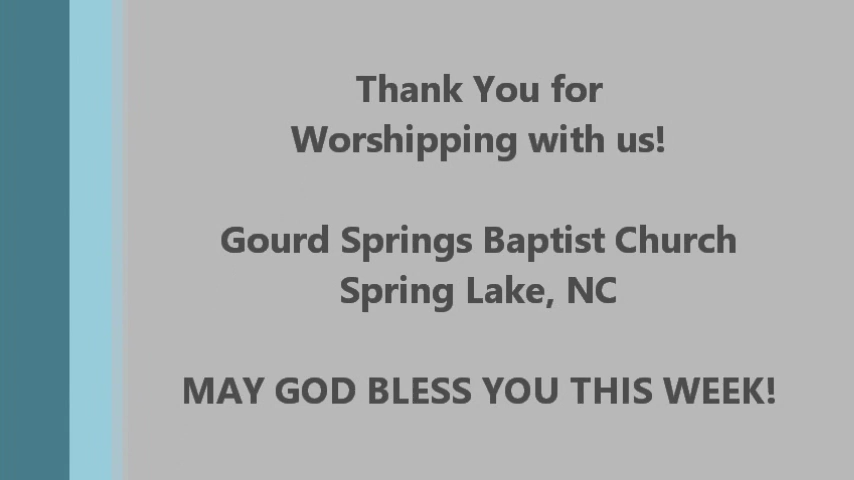 Thank You for
Worshipping with us!
Gourd Springs Baptist Church
Spring Lake, NC
MAY GOD BLESS YOU THIS WEEK!